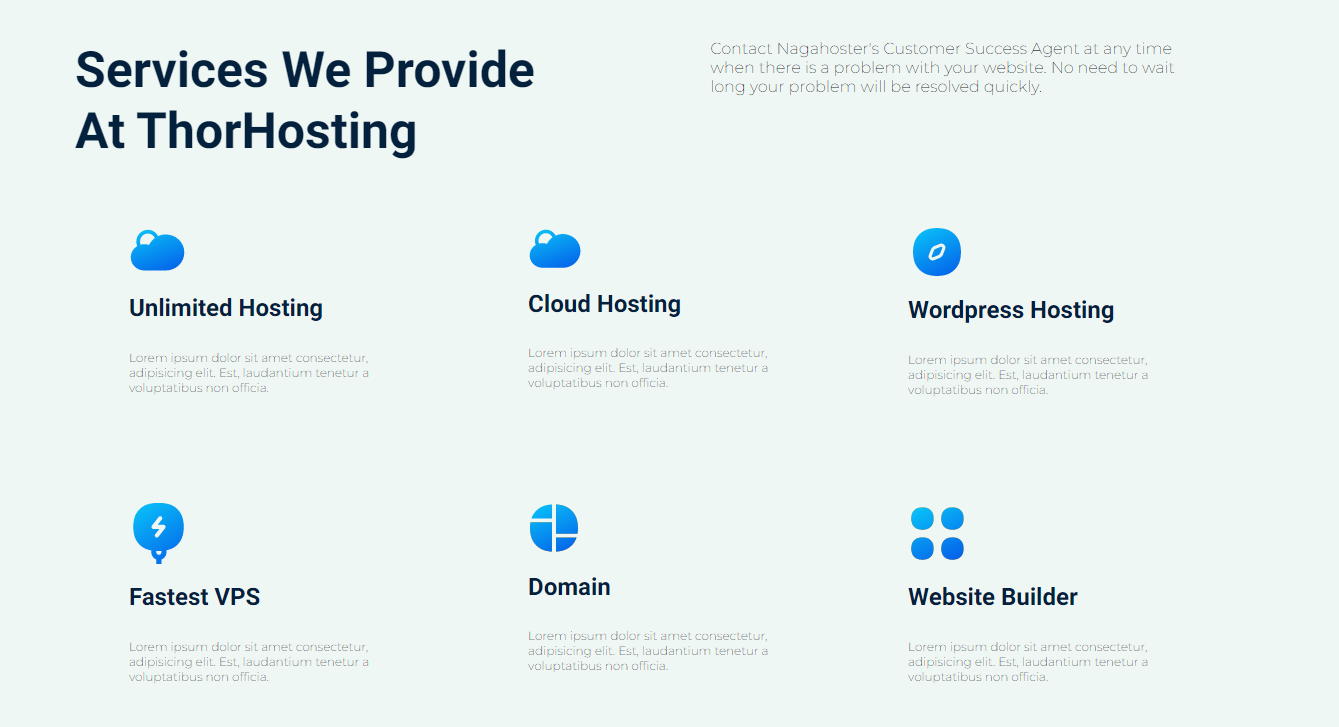 Services We Provide
At ThorHosting
Contact Nagahoster's Customer Success Agent at any time
when there is a problem with your website. No need to wait
long your problem will be resolved quickly.
Unlimited Hosting
Lorem ipsum dolor sit amet consectetur,
adipisicing elit. Est, laudantium tenetur a
voluptatibus non officia.
Cloud Hosting
Lorem ipsum dolor sit amet consectetur,
adipisicing elit. Est, laudantium tenetur a
voluptatibus non officia.
Wordpress Hosting
Lorem ipsum dolor sit amet consectetur,
adipisicing elit. Est, laudantium tenetur a
voluptatibus non officia.
Fastest VPS
Lorem ipsum dolor sit amet consectetur,
adipisicing elit. Est, laudantium tenetur a
voluptatibus non officia.
Domain
Lorem ipsum dolor sit amet consectetur,
adipisicing elit. Est, laudantium tenetur a
voluptatibus non officia.
Website Builder
Lorem ipsum dolor sit amet consectetur,
adipisicing elit. Est, laudantium tenetur a
voluptatibus non officia.